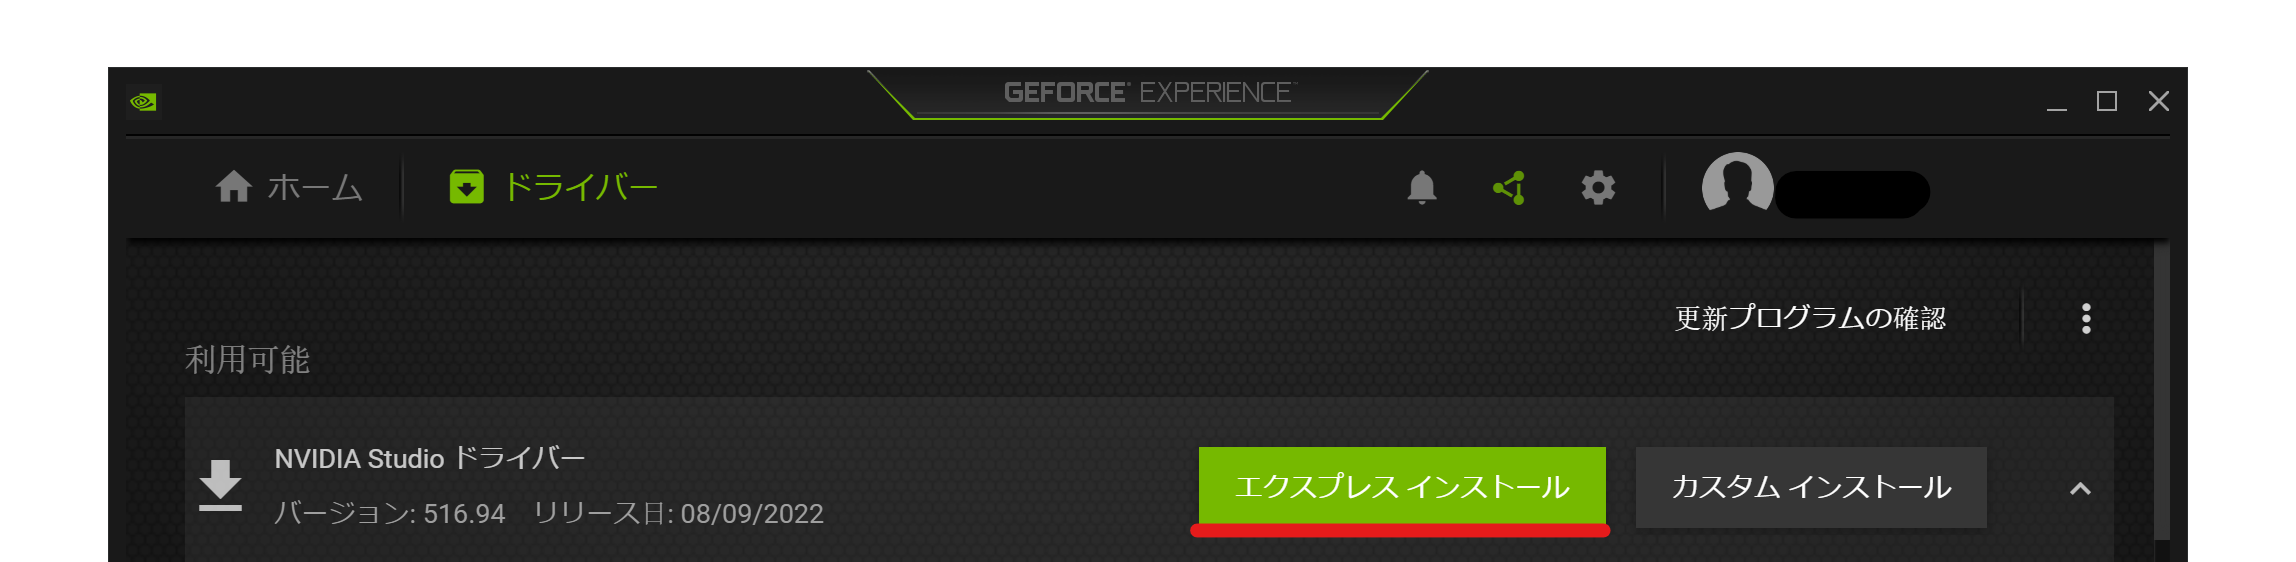 GEFORCE® EXPERIENCE™
ホーム
ドライバー
更新プログラムの確認
利用可能
NVIDIA Studio ドライバー
バージョン: 516.94 リリース日: 08/09/2022
エクスプレス インストール
カスタム インストール